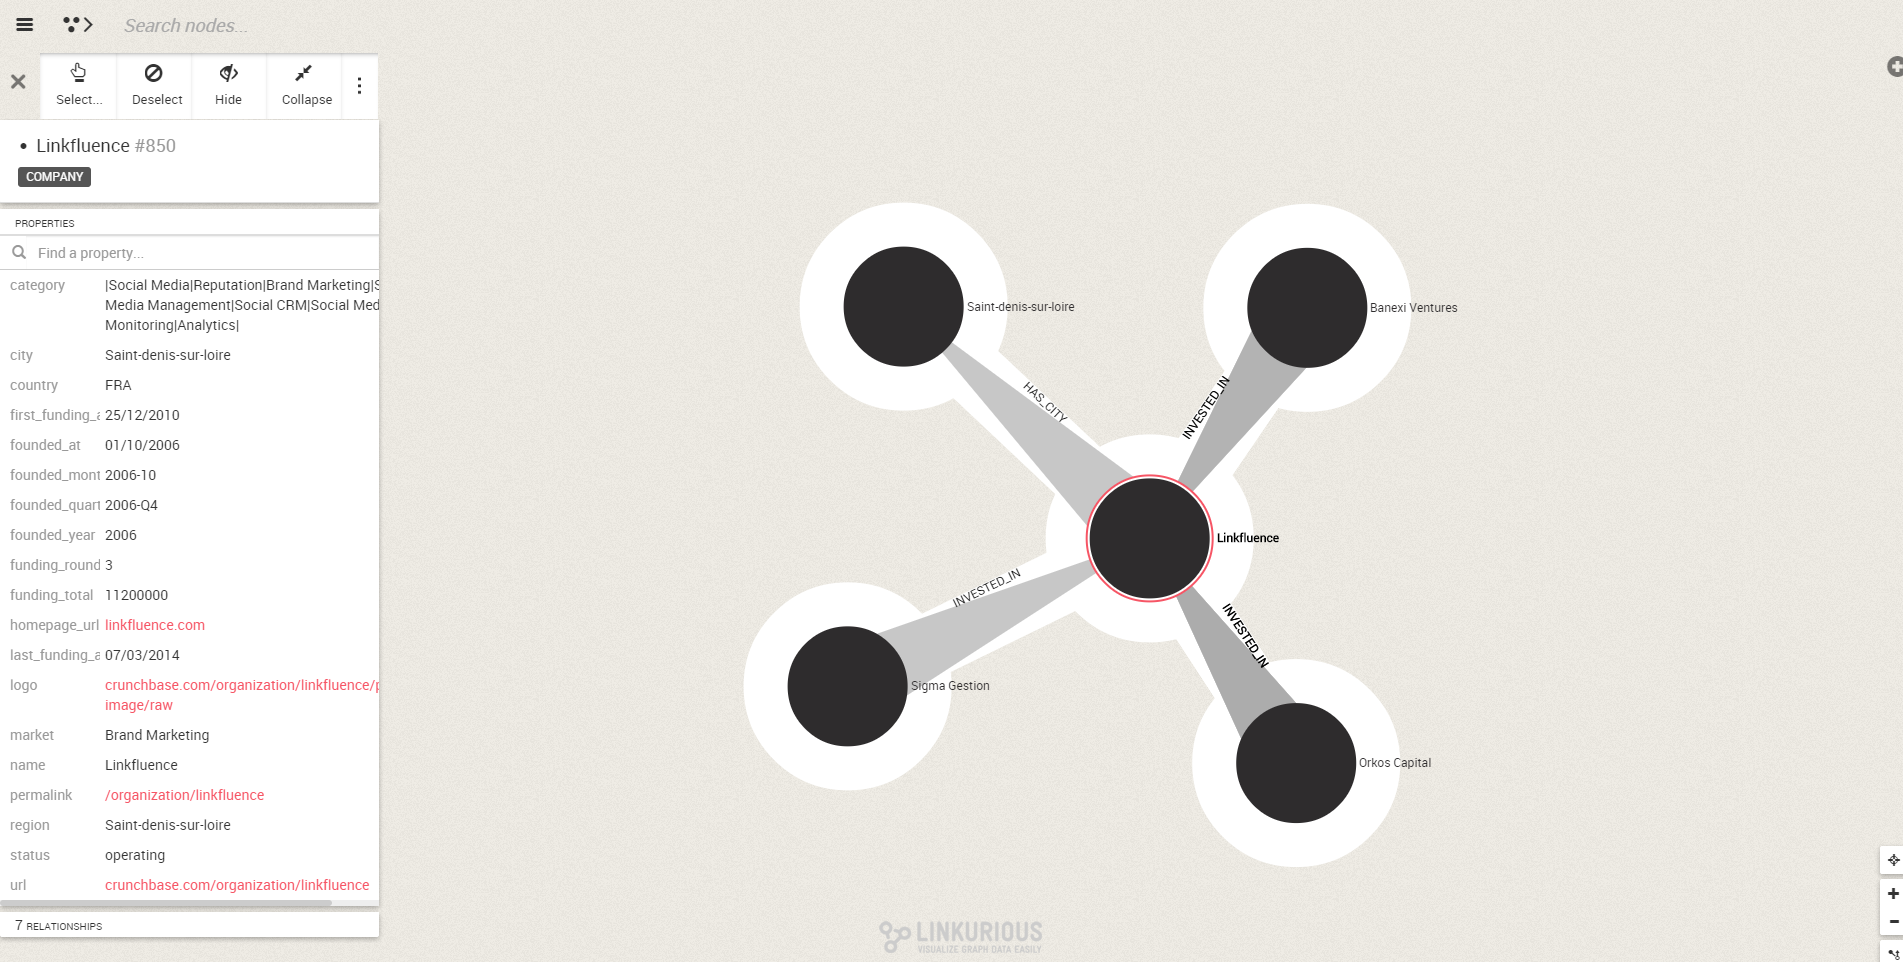 Search nodes...
Select...
Deselect
Hide
Collapse
Linkfluence #850
COMPANY
PROPERTIES
Find a property...
category |Social Media|Reputation|Brand Marketing|S
Media Management|Social CRM|Social Med
Monitoring|Analytics|
city Saint-denis-sur-loire
country FRA
first_funding_a 25/12/2010
founded_at 01/10/2006
founded_mont 2006-10
founded_quart 2006-Q4
founded_year 2006
funding_round 3
funding_total 11200000
homepage_url linkfluence.com
last_funding_a 07/03/2014
logo crunchbase.com/organization/linkfluence/p
image/raw
market Brand Marketing
name Linkfluence
permalink /organization/linkfluence
region Saint-denis-sur-loire
status operating
url crunchbase.com/organization/linkfluence
7 RELATIONSHIPS
Saint-denis-sur-loire
Banexi Ventures
HAS_CITY
INVESTED_IN
Linkfluence
INVESTED_IN
INVESTED_IN
Sigma Gestion
Orkos Capital
LINKURIOUS
VISUALIZE GRAPH DATA EASILY